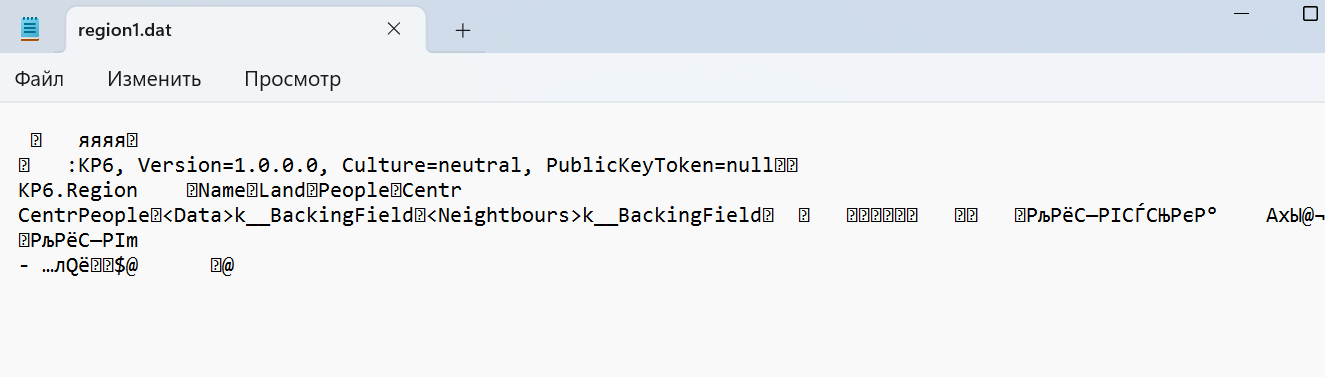 region1.dat
Файл Изменить Просмотр
яяяя
:KP6, Version=1.0.0.0, Culture=neutral, PublicKeyToken=null
KP6.Region Name Land People Centr
CentrPeople <Data>k__BackingField <Neightbours>k__BackingField РљРёС—РІСЃСЊРєР° АхЫ@¬
РљРёС—РІm
- …лQё $@ @